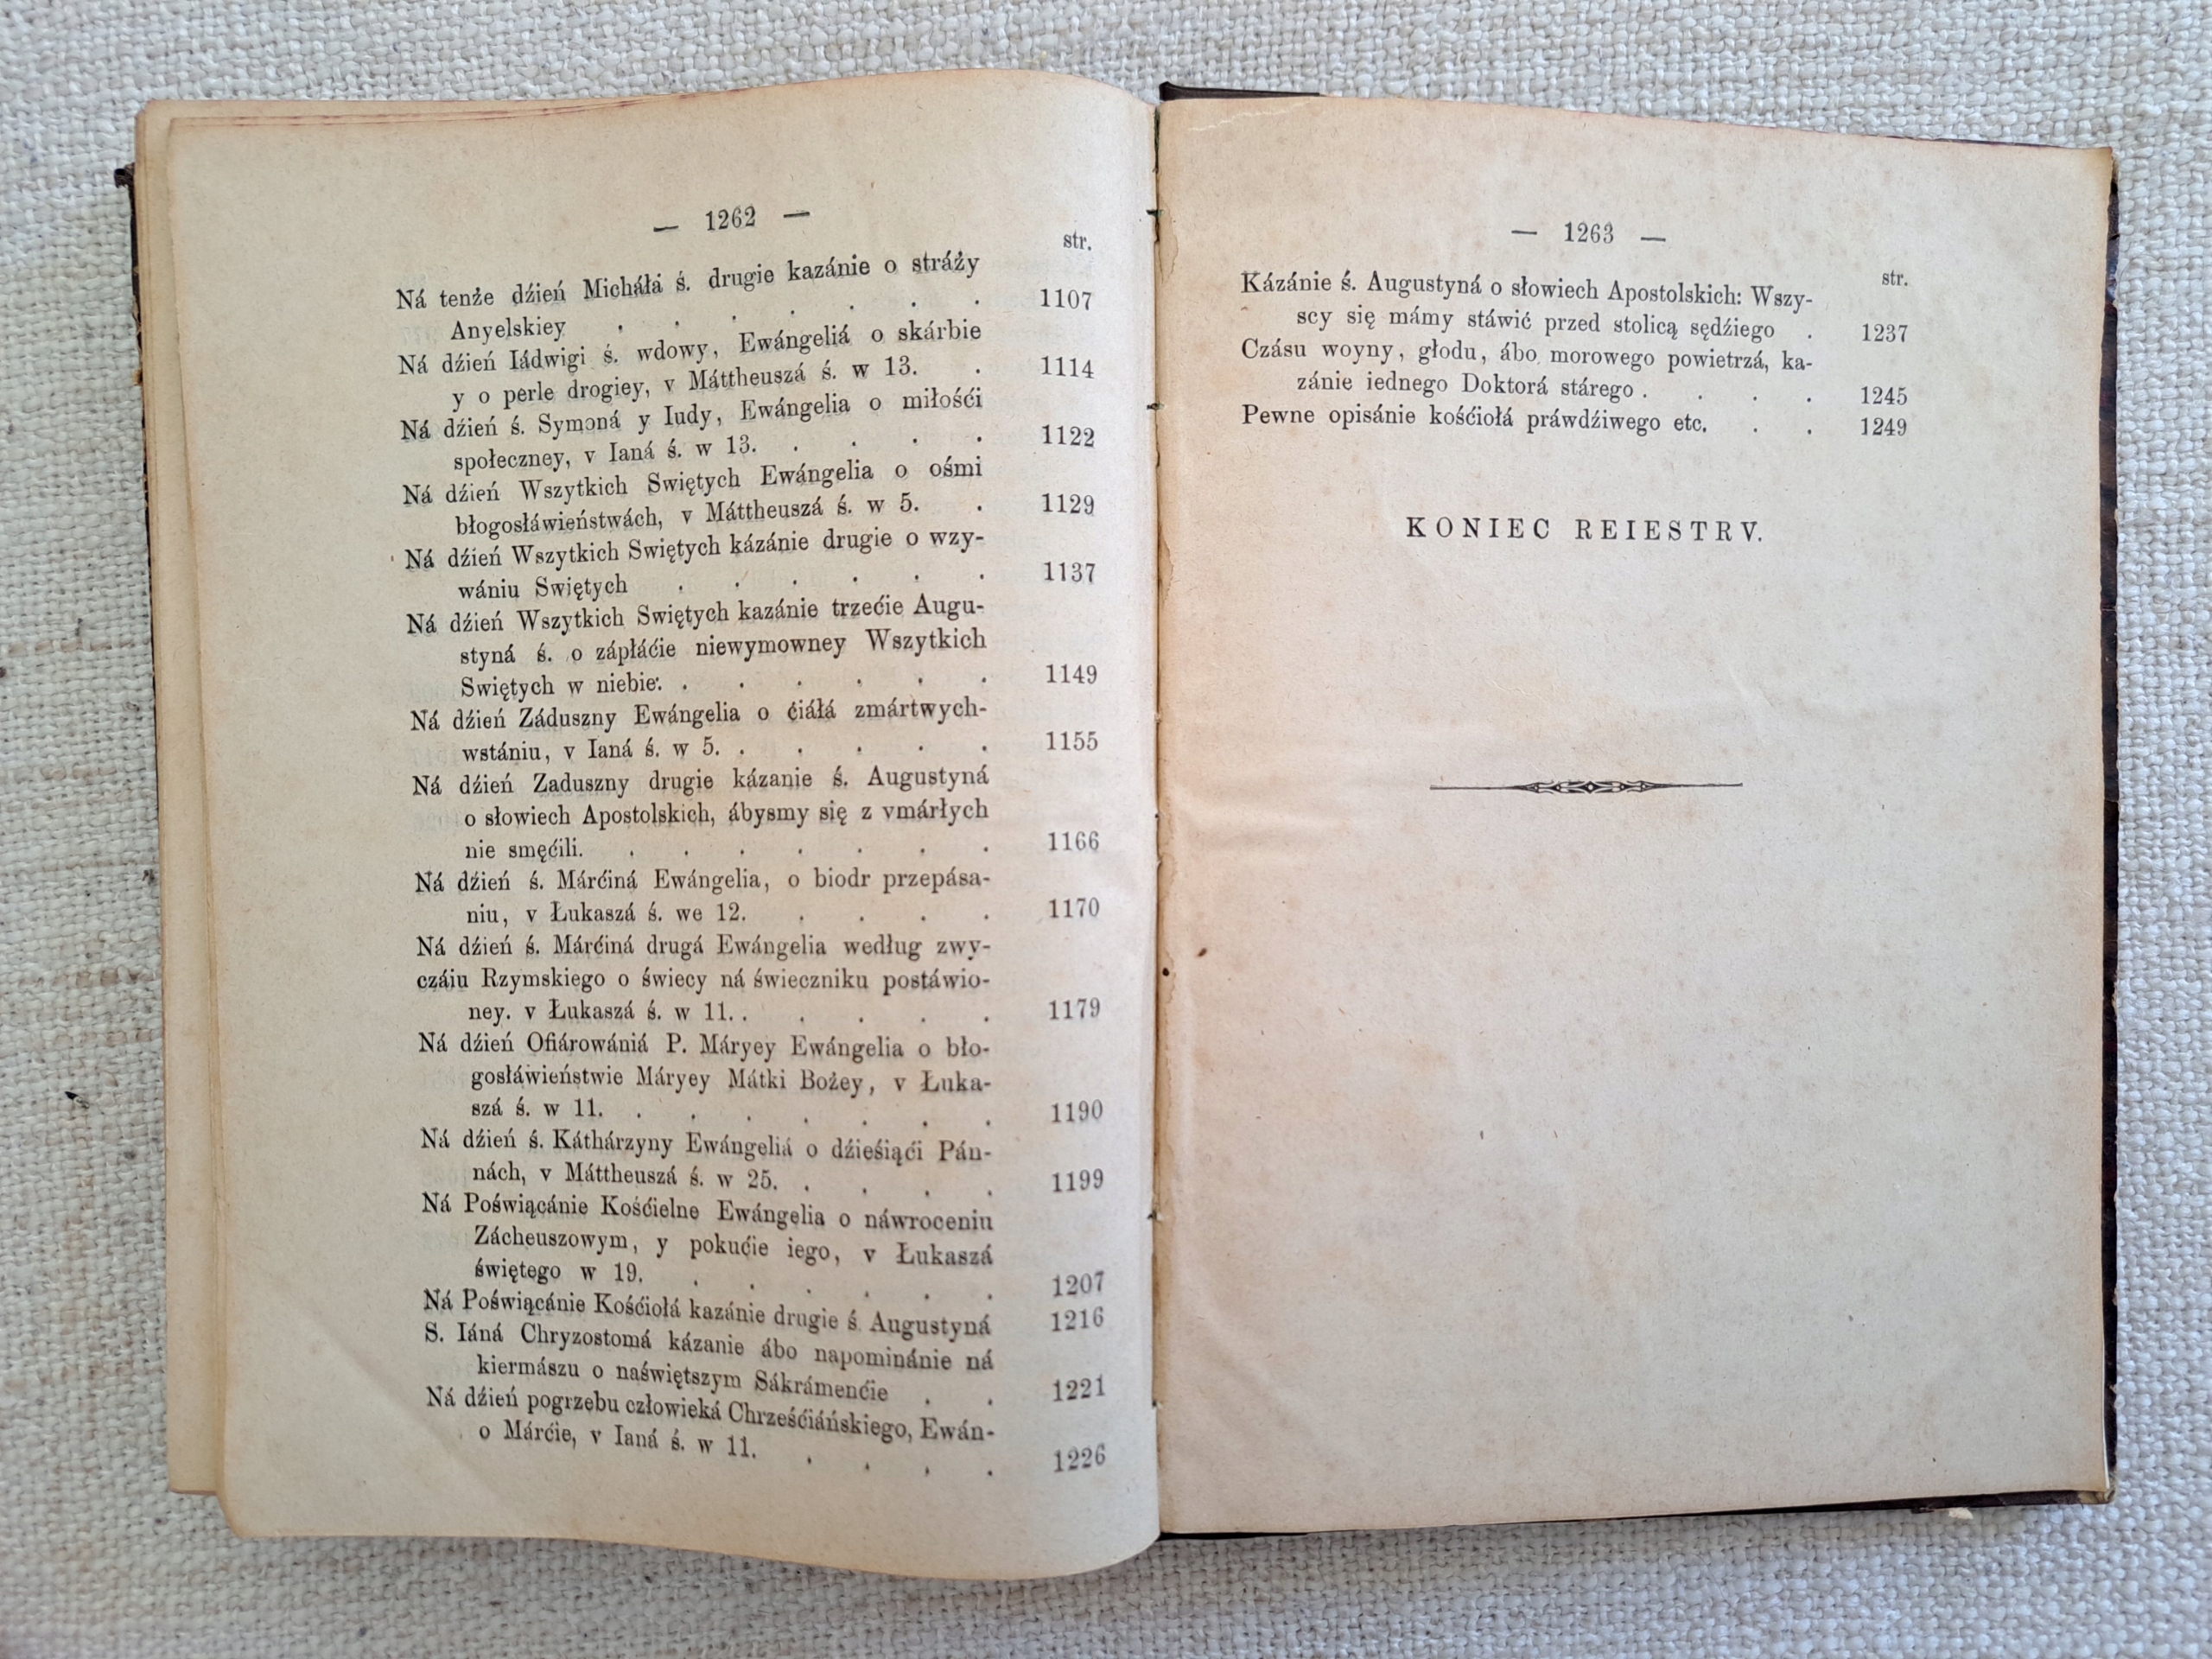 — 1262 —
str.
Ná tenże dźień Micháłá ś. drugie kazánie o stráży
Anyelskiey . . . . . . . 1107
Ná dźień Iádwigi ś. wdowy, Ewángeliá o skárbie
y o perle drogiey, v Máttheuszá ś. w 13. . 1114
Ná dźień ś. Symoná y Iudy, Ewángelia o miłośći
społeczney, v Ianá ś. w 13. . . . . 1122
Ná dźień Wszytkich Swiętych Ewángelia o ośmi
błogosłáwieństwách, v Máttheuszá ś. w 5. . 1129
Ná dźień Wszytkich Swiętych kázánie drugie o wzy-
wániu Swiętych . . . . . . 1137
Ná dźień Wszytkich Swiętych kazánie trzećie Augu-
styná ś. o zápłáćie niewymowney Wszytkich
Swiętych w niebie. . . . . . . 1149
Ná dźień Záduszny Ewángelia o ćiáłá zmártwych-
wstániu, v Ianá ś. w 5. . . . . . 1155
Ná dźień Zaduszny drugie kázanie ś. Augustyná
o słowiech Apostolskich, ábysmy się z vmárłych
nie smęćili. . . . . . . . 1166
Ná dźień ś. Márćiná Ewángelia, o biodr przepása-
niu, v Łukaszá ś. we 12. . . . . 1170
Ná dźień ś. Márćiná drugá Ewángelia według zwy-
czáiu Rzymskiego o świecy ná świeczniku postáwio-
ney. v Łukaszá ś. w 11. . . . . . 1179
Ná dźień Ofiárowániá P. Máryey Ewángelia o bło-
gosłáwieństwie Máryey Mátki Bożey, v Łuka-
szá ś. w 11. . . . . . . . 1190
Ná dźień ś. Káthárzyny Ewángeliá o dźieśiąći Pán-
nách, v Máttheuszá ś. w 25. . . . . 1199
Ná Poświącánie Kośćielne Ewángelia o náwroceniu
Zácheuszowym, y pokućie iego, v Łukaszá
świętego w 19. . . . . . . 1207
Ná Poświącánie Kośćiołá kazánie drugie ś. Augustyná 1216
S. Iáná Chryzostomá kázanie ábo napominánie ná
kiermászu o naświętszym Sákrámenćie . . 1221
Ná dźień pogrzebu człowieká Chrześćiáńskiego, Ewán-
o Márćie, v Ianá ś. w 11. . . . . 1226
— 1263 —
str.
Kázánie ś. Augustyná o słowiech Apostolskich: Wszy-
scy się mámy stáwić przed stolicą sędźiego . 1237
Czásu woyny, głodu, ábo morowego powietrzá, ka-
zánie iednego Doktorá stárego . . . . 1245
Pewne opisánie kośćiołá práwdźiwego etc. . . 1249
KONIEC REIESTRV.